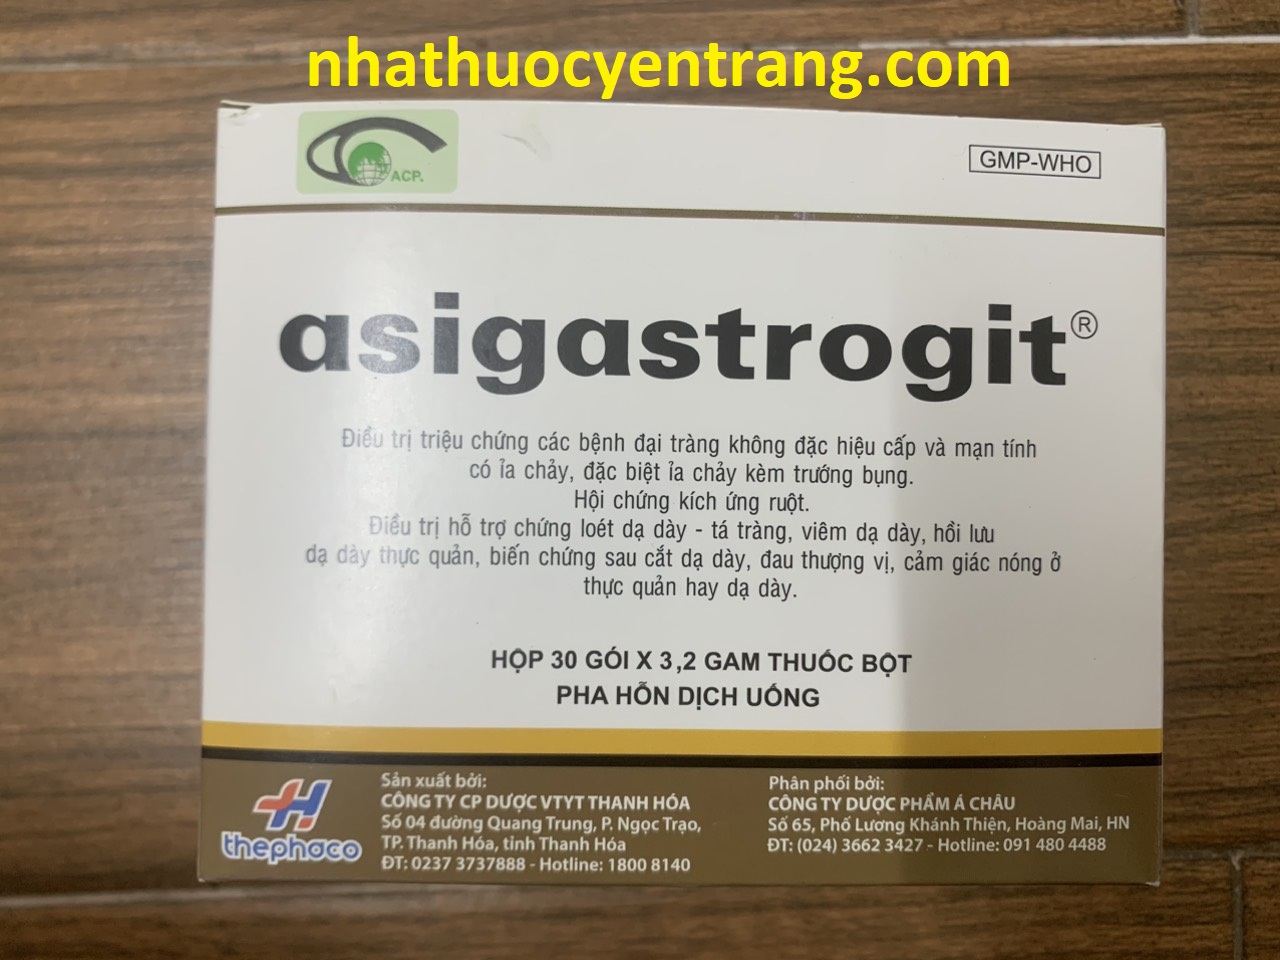 nhathuocyentrang.com
ACP.
GMP-WHO
asigastrogit®
Điều trị triệu chứng các bệnh đại tràng không đặc hiệu cấp và mạn tính
có ỉa chảy, đặc biệt ỉa chảy kèm trướng bụng.
Hội chứng kích ứng ruột.
Điều trị hỗ trợ chứng loét dạ dày - tá tràng, viêm dạ dày, hồi lưu
dạ dày thực quản, biến chứng sau cắt dạ dày, đau thượng vị, cảm giác nóng ở
thực quản hay dạ dày.
HỘP 30 GÓI X 3,2 GAM THUỐC BỘT
PHA HỖN DỊCH UỐNG
thephaco
Sản xuất bởi:
CÔNG TY CP DƯỢC VTYT THANH HÓA
Số 04 đường Quang Trung, P. Ngọc Trạo,
TP. Thanh Hóa, tỉnh Thanh Hóa
ĐT: 0237 3737888 - Hotline: 1800 8140
Phân phối bởi:
CÔNG TY DƯỢC PHẨM Á CHÂU
Số 65, Phố Lương Khánh Thiện, Hoàng Mai, HN
ĐT: (024) 3662 3427 - Hotline: 091 480 4488